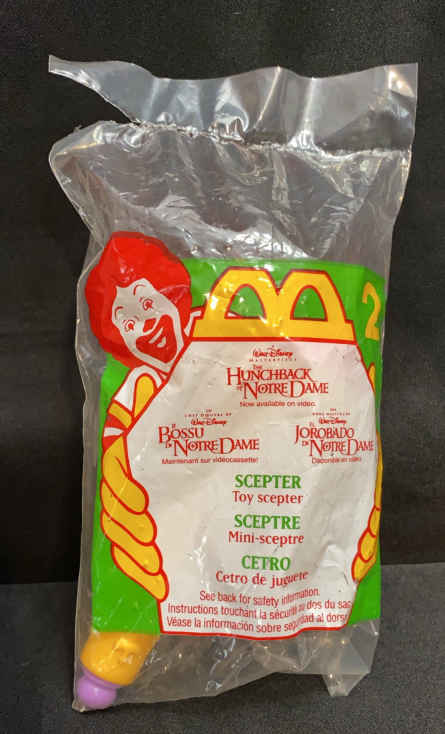 2
Walt Disney
MASTERPIECE
THE
HUNCHBACK
OF NOTRE DAME
Now available on video.
Walt Disney
LE
BOSSU
DE NOTRE DAME
Maintenant sur vidéocassette!
Walt Disney
EL
JOROBADO
DE NOTRE DAME
Disponible en video
SCEPTER
Toy scepter
SCEPTRE
Mini-sceptre
CETRO
Cetro de juguete
See back for safety information.
Instructions touchant la sécurité au dos du sac
Véase la información sobre seguridad al dorso